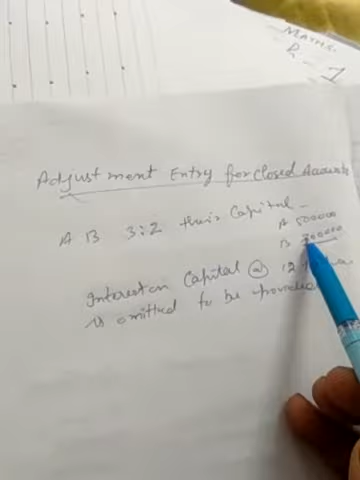 MATHS.
R - 1
Adjustment Entry for closed Accounts
A B 3:2 their Capital -
A 500000
B 300000
Interest on Capital @ 12%
is omitted to be provided